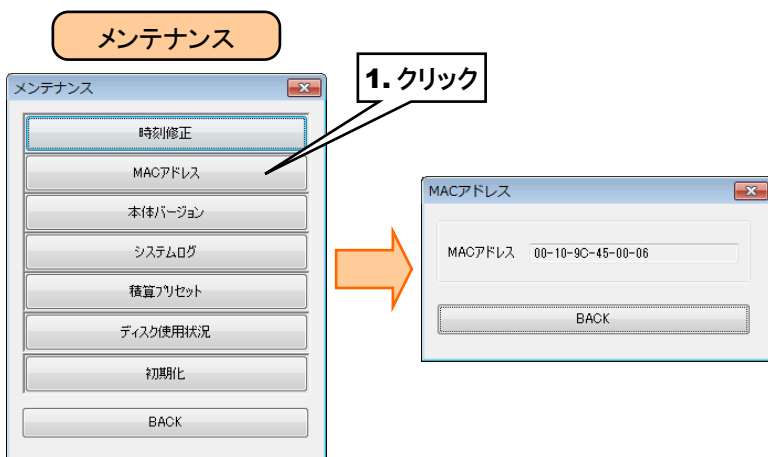 メンテナンス
1. クリック
メンテナンス
時刻修正
MACアドレス
本体バージョン
システムログ
積算プリセット
ディスク使用状況
初期化
BACK
MACアドレス
MACアドレス 00-10-9C-45-00-06
BACK